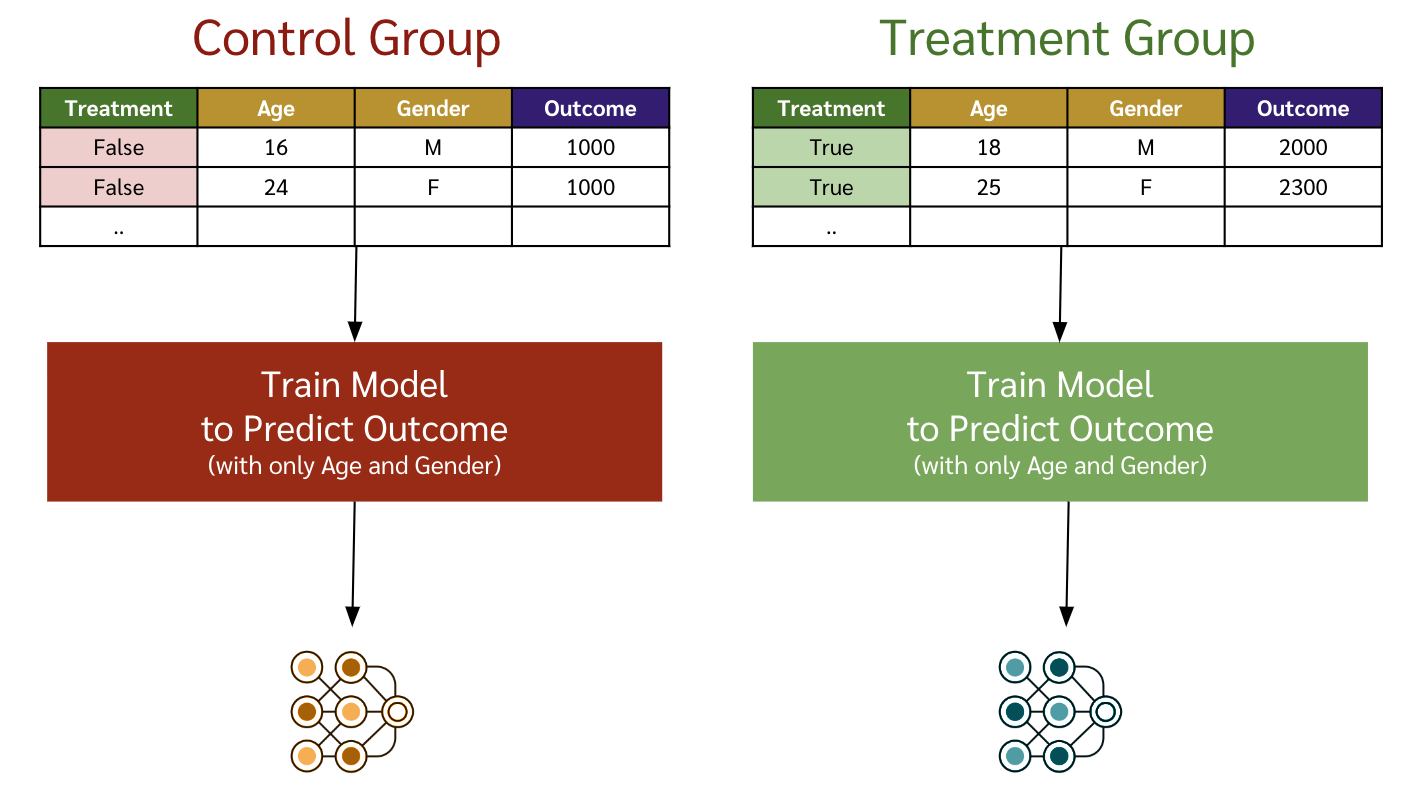 Control Group
Treatment Group
Treatment Age Gender Outcome
False 16 M 1000
False 24 F 1000
..
Treatment Age Gender Outcome
True 18 M 2000
True 25 F 2300
..
Train Model
to Predict Outcome
(with only Age and Gender)
Train Model
to Predict Outcome
(with only Age and Gender)